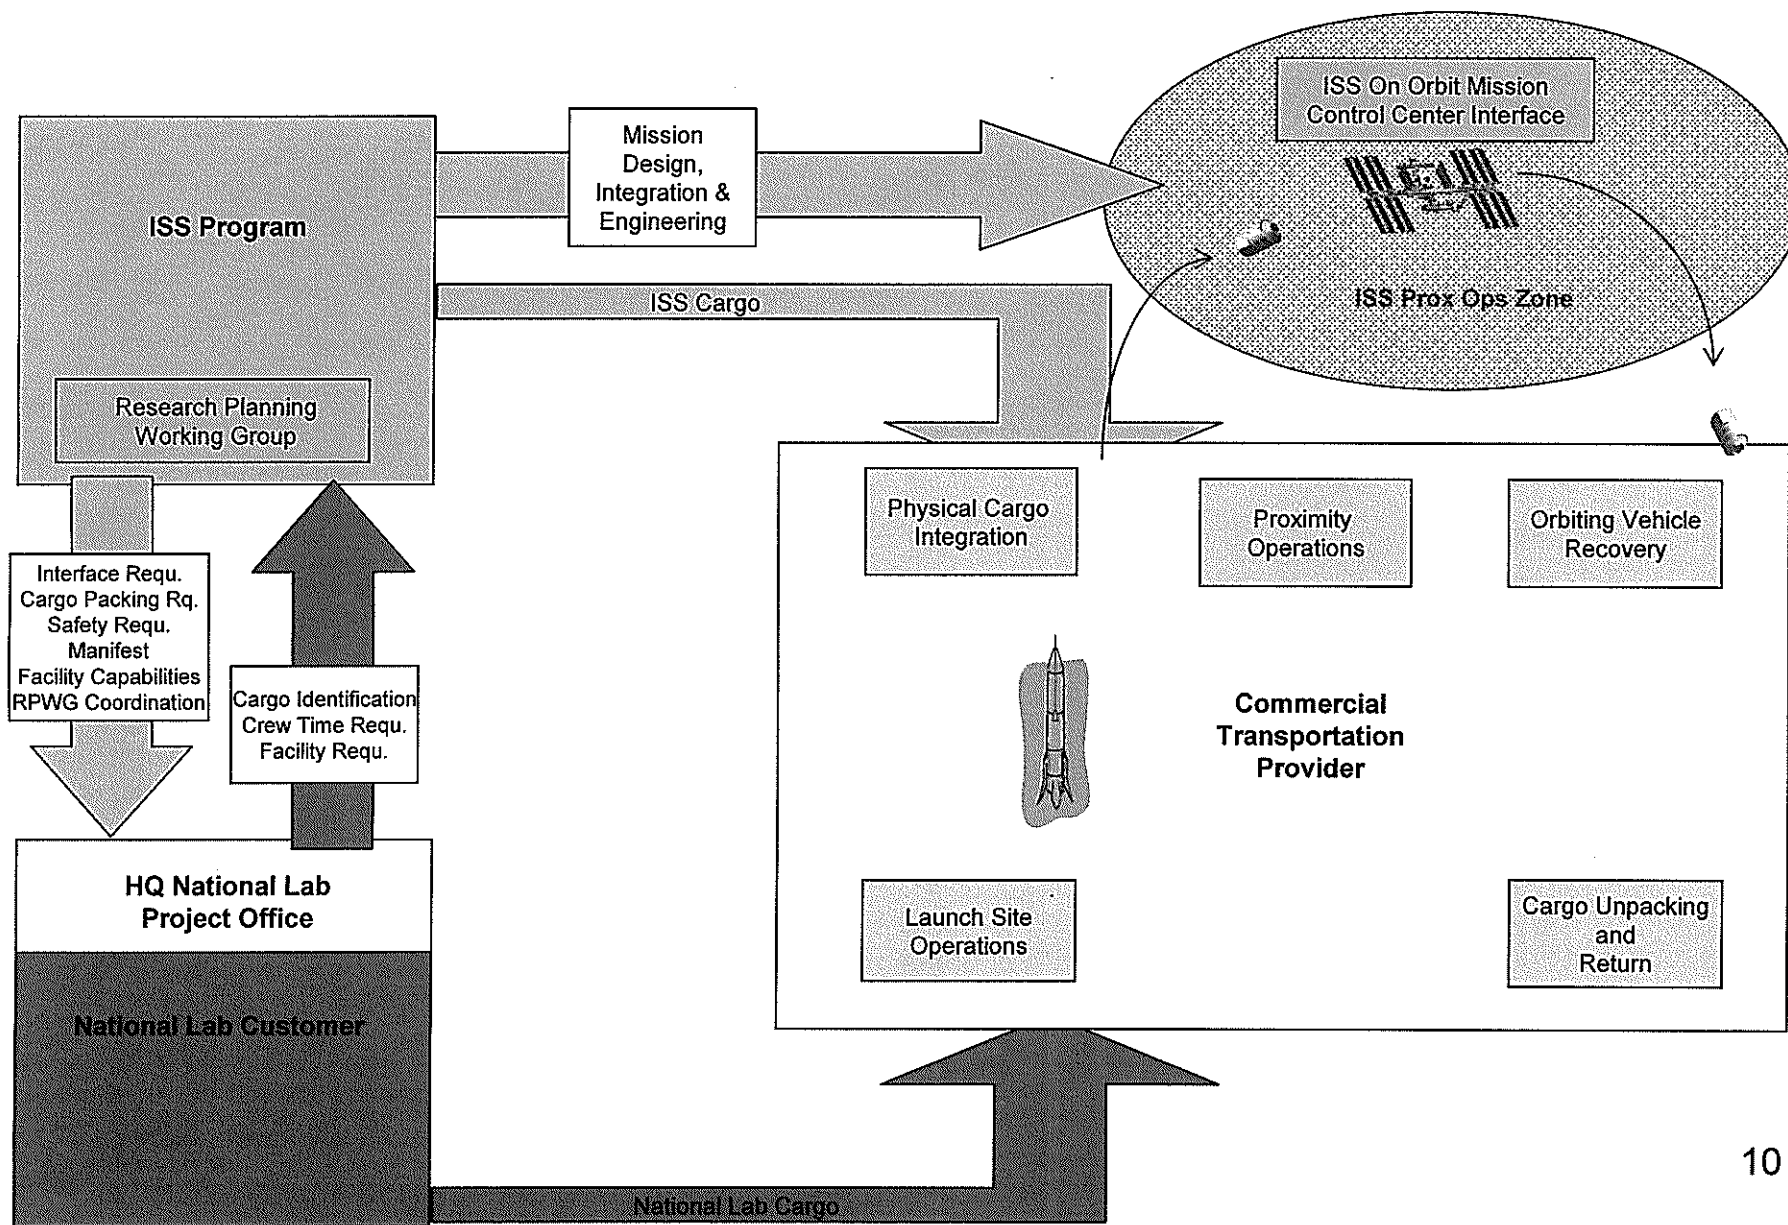 ISS On Orbit Mission
Control Center Interface
ISS Prox Ops Zone
Mission
Design,
Integration &
Engineering
ISS Program
ISS Cargo
Research Planning
Working Group
Interface Requ.
Cargo Packing Rq.
Safety Requ.
Manifest
Facility Capabilities
RPWG Coordination
Cargo Identification
Crew Time Requ.
Facility Requ.
HQ National Lab
Project Office
National Lab Customer
National Lab Cargo
Physical Cargo
Integration
Proximity
Operations
Orbiting Vehicle
Recovery
Commercial
Transportation
Provider
Launch Site
Operations
Cargo Unpacking
and
Return
10